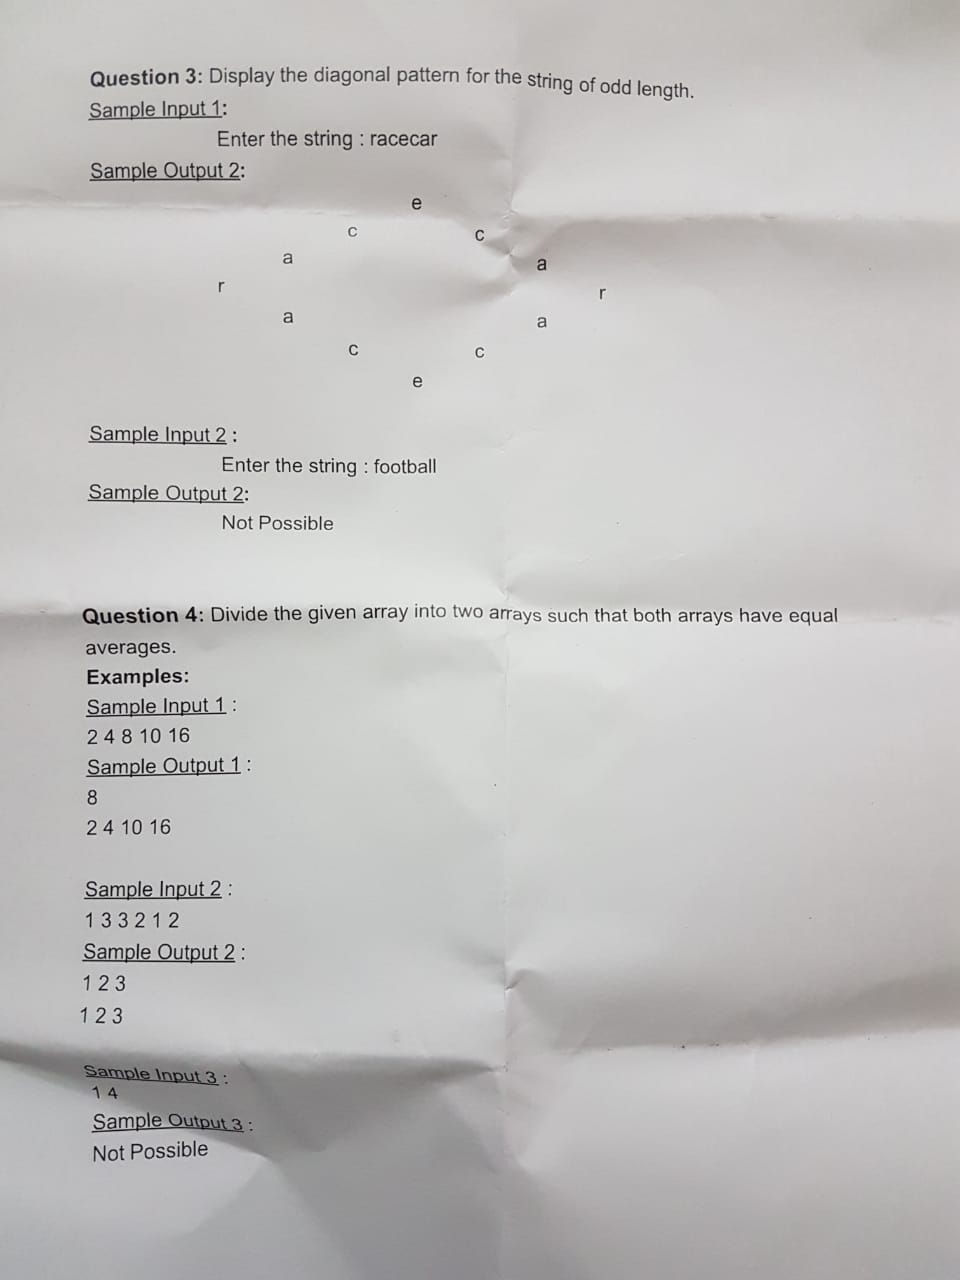 Question 3: Display the diagonal pattern for the string of odd length.
Sample Input 1:
Enter the string : racecar
Sample Output 2:
e
c c
a a
r r
a a
c c
e
Sample Input 2 :
Enter the string : football
Sample Output 2:
Not Possible
Question 4: Divide the given array into two arrays such that both arrays have equal
averages.
Examples:
Sample Input 1 :
2 4 8 10 16
Sample Output 1 :
8
2 4 10 16
Sample Input 2 :
1 3 3 2 1 2
Sample Output 2 :
1 2 3
1 2 3
Sample Input 3 :
1 4
Sample Output 3 :
Not Possible